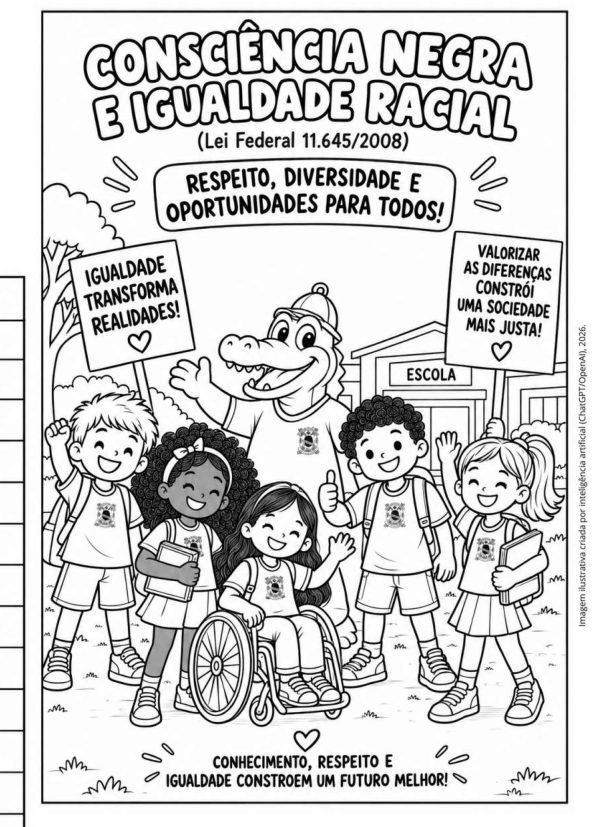 CONSCIÊNCIA NEGRA
E IGUALDADE RACIAL
(Lei Federal 11.645/2008)
RESPEITO, DIVERSIDADE E
OPORTUNIDADES PARA TODOS!
IGUALDADE
TRANSFORMA
REALIDADES!
VALORIZAR
AS DIFERENÇAS
CONSTRÓI
UMA SOCIEDADE
MAIS JUSTA!
ESCOLA
CONHECIMENTO, RESPEITO E
IGUALDADE CONSTROEM UM FUTURO MELHOR!
Imagem ilustrativa criada por inteligência artificial (ChatGPT/OpenAI), 2026.